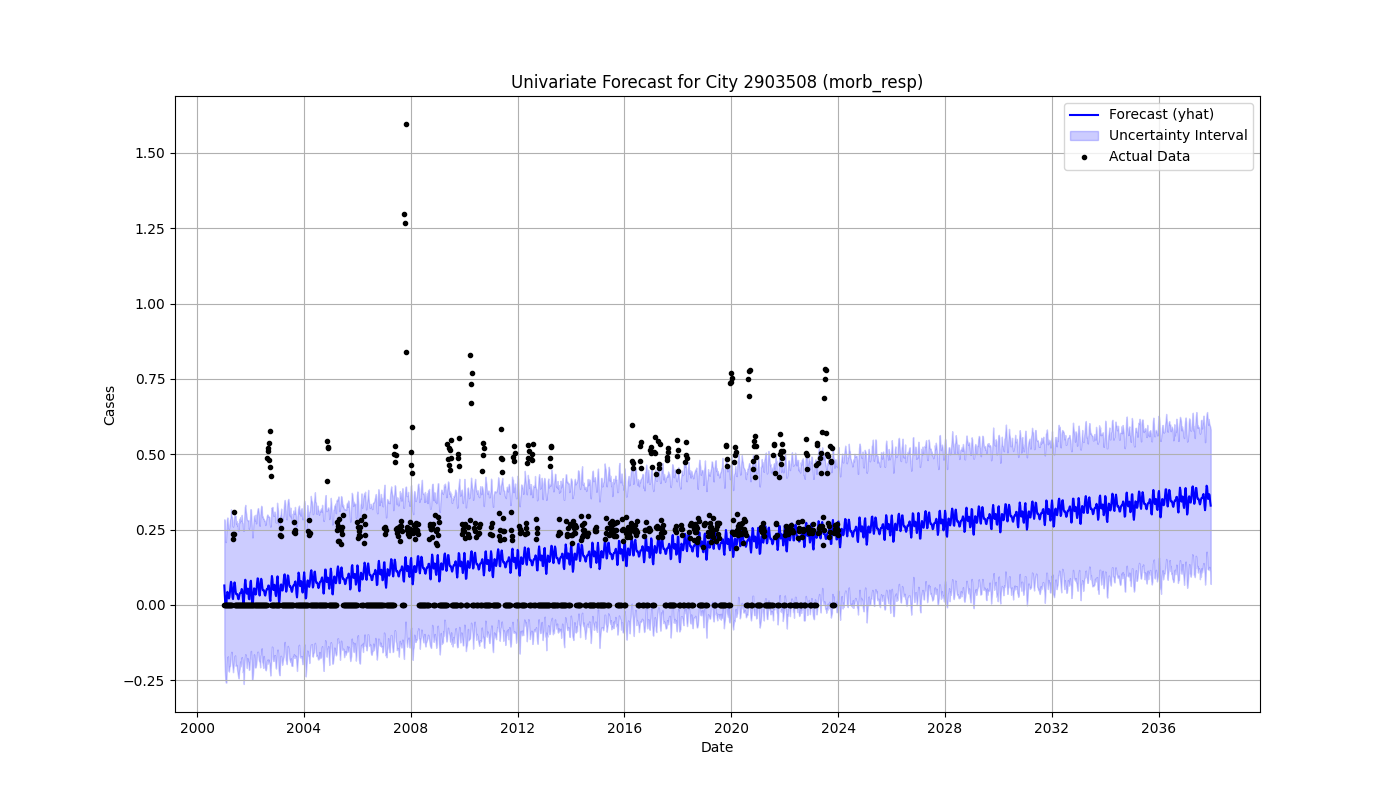 Univariate Forecast for City 2903508 (morb_resp)
Forecast (yhat)
Uncertainty Interval
Actual Data
Cases
1.50
1.25
1.00
0.75
0.50
0.25
0.00
−0.25
2000 2004 2008 2012 2016 2020 2024 2028 2032 2036
Date